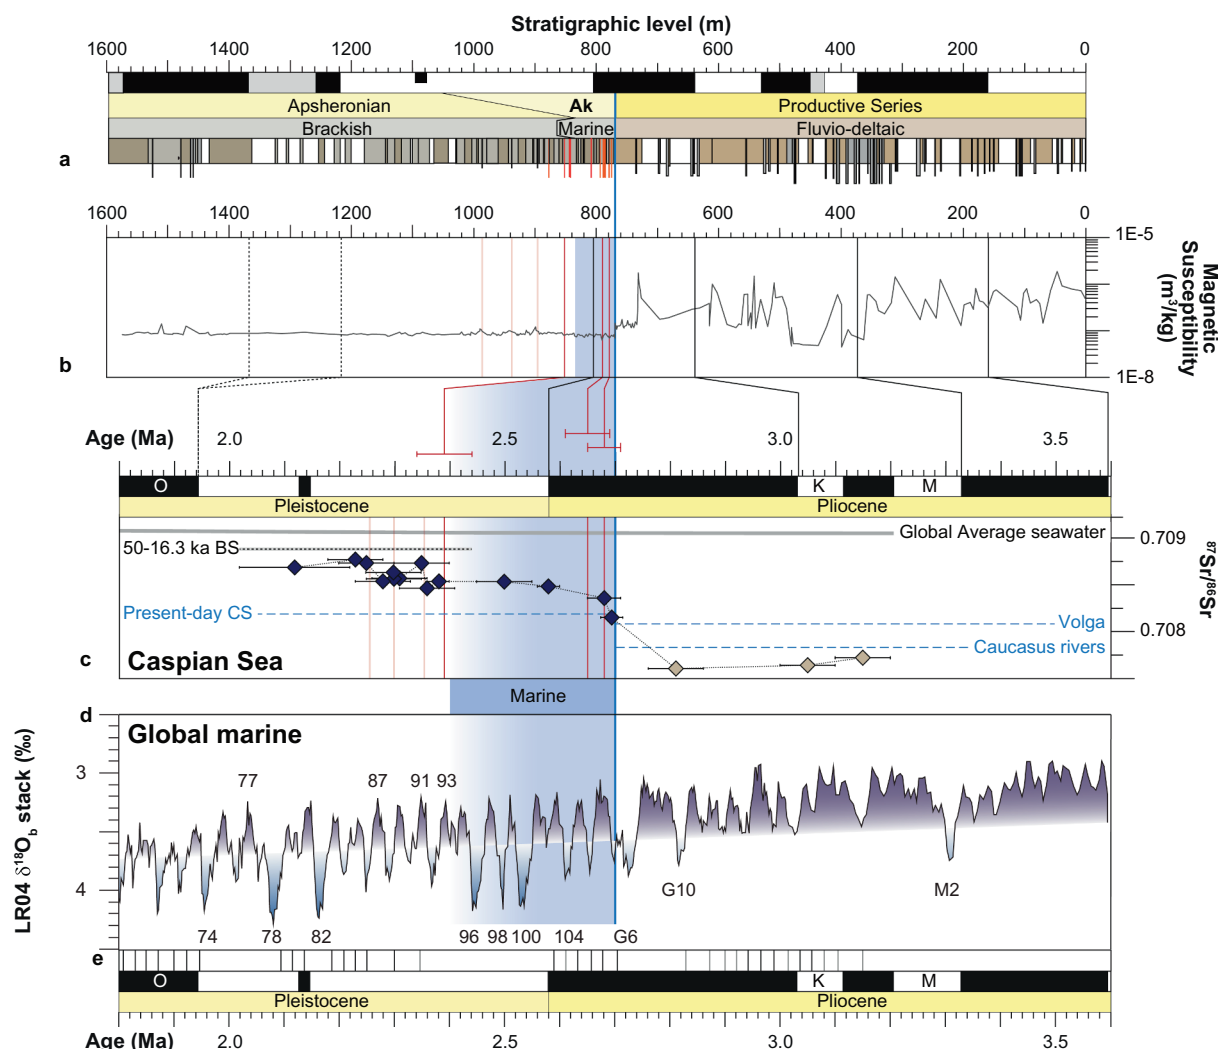 Stratigraphic level (m)
1600 1400 1200 1000 800 600 400 200 0
Apsheronian Ak Productive Series
Brackish Marine Fluvio-deltaic
a
1600 1400 1200 1000 800 600 400 200 0
1E-5
Magnetic
Susceptibility
(m³/kg)
b
1E-8
Age (Ma) 2.0 2.5 3.0 3.5
O K M
Pleistocene Pliocene
Global Average seawater 0.709
50-16.3 ka BS
⁸⁷Sr/⁸⁶Sr
Present-day CS Volga
0.708
Caucasus rivers
c Caspian Sea
Marine
d
Global marine
LR04 δ¹⁸O_b stack (‰)
3
77 87 91 93
4
G10 M2
74 78 82 96 98 100 104 G6
e
O K M
Pleistocene Pliocene
Age (Ma) 2.0 2.5 3.0 3.5